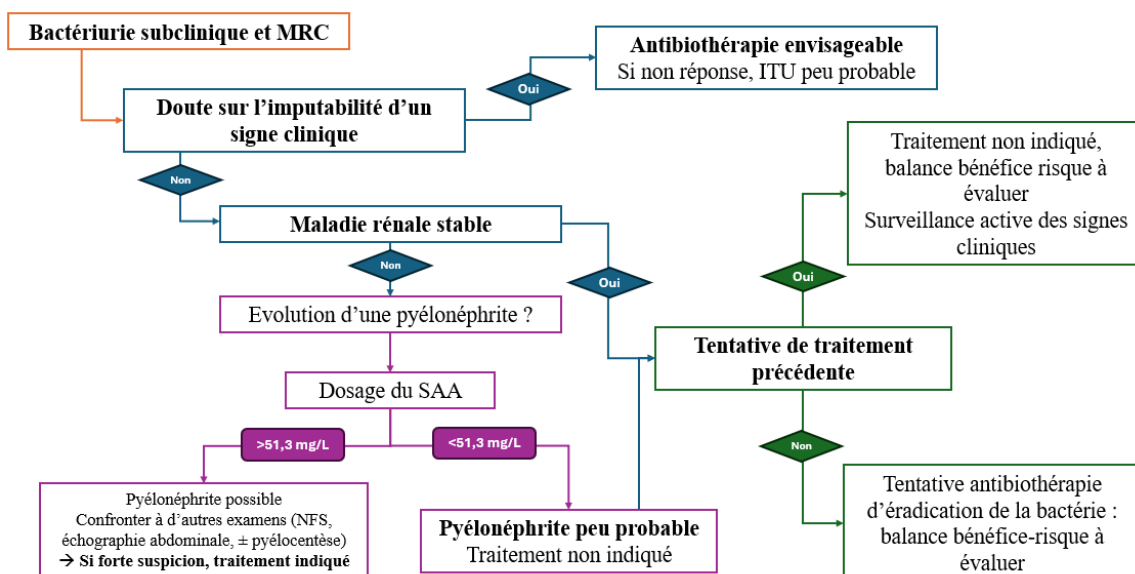 Bactériurie subclinique et MRC
Antibiothérapie envisageable
Si non réponse, ITU peu probable
Oui
Doute sur l’imputabilité d’un
signe clinique
Non
Maladie rénale stable
Non
Oui
Evolution d’une pyélonéphrite ?
Dosage du SAA
>51,3 mg/L
<51,3 mg/L
Pyélonéphrite possible
Confronter à d’autres examens (NFS,
échographie abdominale, ± pyélocentèse)
→ Si forte suspicion, traitement indiqué
Pyélonéphrite peu probable
Traitement non indiqué
Traitement non indiqué,
balance bénéfice risque à
évaluer
Surveillance active des signes
cliniques
Oui
Tentative de traitement
précédente
Non
Tentative antibiothérapie
d’éradication de la bactérie :
balance bénéfice-risque à
évaluer